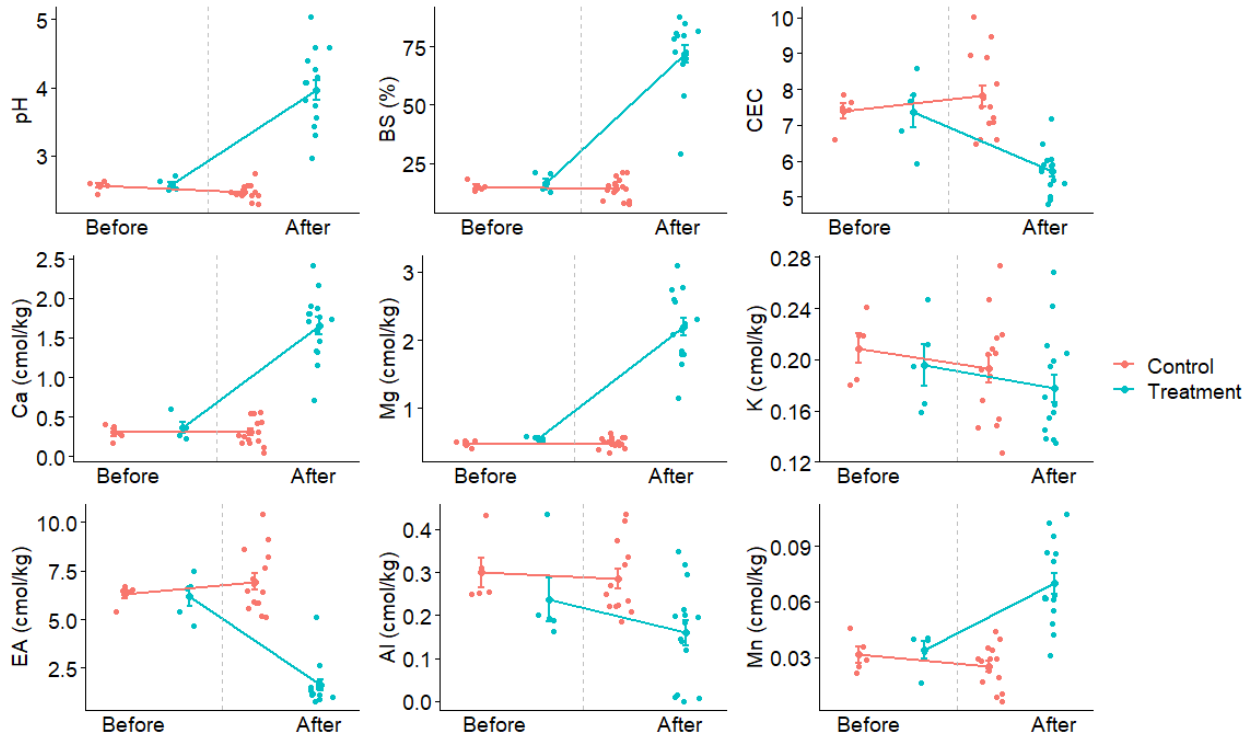 pH
5
4
3
Before
After
BS (%)
75
50
25
Before
After
CEC
10
9
8
7
6
5
Before
After
Ca (cmol/kg)
2.5
2.0
1.5
1.0
0.5
0.0
Before
After
Mg (cmol/kg)
3
2
1
Before
After
K (cmol/kg)
0.28
0.24
0.20
0.16
0.12
Before
After
Control
Treatment
EA (cmol/kg)
10.0
7.5
5.0
2.5
Before
After
Al (cmol/kg)
0.4
0.3
0.2
0.1
0.0
Before
After
Mn (cmol/kg)
0.09
0.06
0.03
Before
After